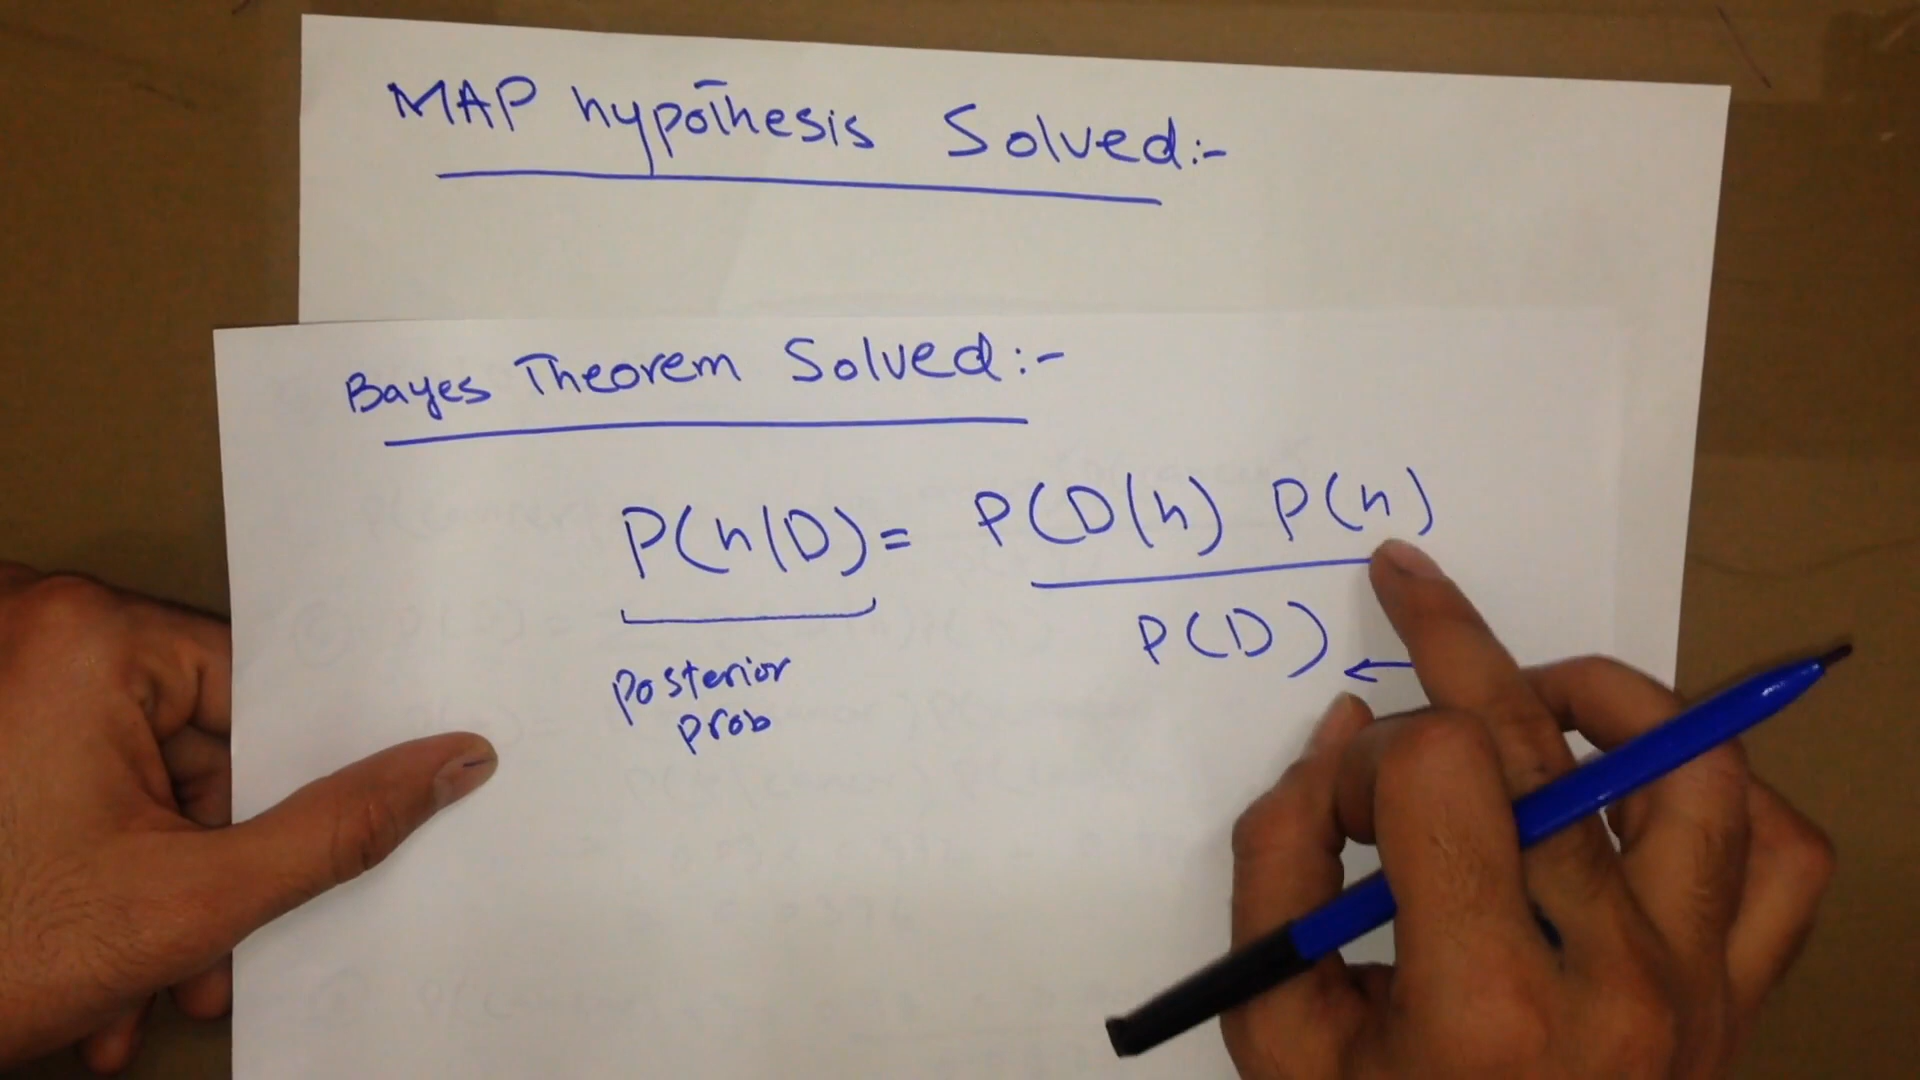 MAP hypothesis Solved:-
Bayes Theorem Solved:-
P(h/D) = P(D/h) P(h)
P(D)
Posterior
prob